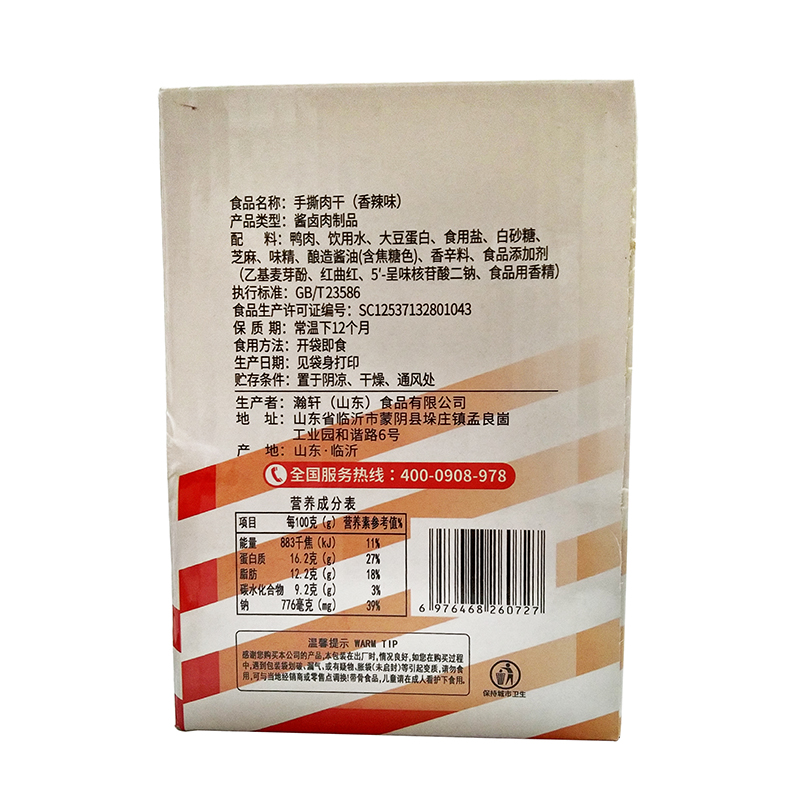 食品名称：手撕肉干（香辣味）
产品类型：酱卤肉制品
配 料：鸭肉、饮用水、大豆蛋白、食用盐、白砂糖、
芝麻、味精、酿造酱油(含焦糖色)、香辛料、食品添加剂
（乙基麦芽酚、红曲红、5'-呈味核苷酸二钠、食品用香精）
执行标准：GB/T23586
食品生产许可证编号：SC12537132801043
保 质 期：常温下12个月
食用方法：开袋即食
生产日期：见袋身打印
贮存条件：置于阴凉、干燥、通风处
生产者：瀚轩（山东）食品有限公司
地 址：山东省临沂市蒙阴县垛庄镇孟良崮
工业园和谐路6号
产 地：山东·临沂
全国服务热线：400-0908-978
营养成分表
项目 每100克（g） 营养素参考值%
能量 883千焦（kJ） 11%
蛋白质 16.2克（g） 27%
脂肪 12.2克（g） 18%
碳水化合物 9.2克（g） 3%
钠 776毫克（mg） 39%
6 976468 260727
温馨提示 WARM TIP
感谢您购买本公司的产品,本包装在出厂时,情况良好,如您在购买过程
中,遇到包装袋划破、漏气,或有疑物、胀袋(未启封)等引起变质,请勿食
用,可与当地经销商或零售点调换!带骨食品,儿童请在成人看护下食用。
保持城市卫生